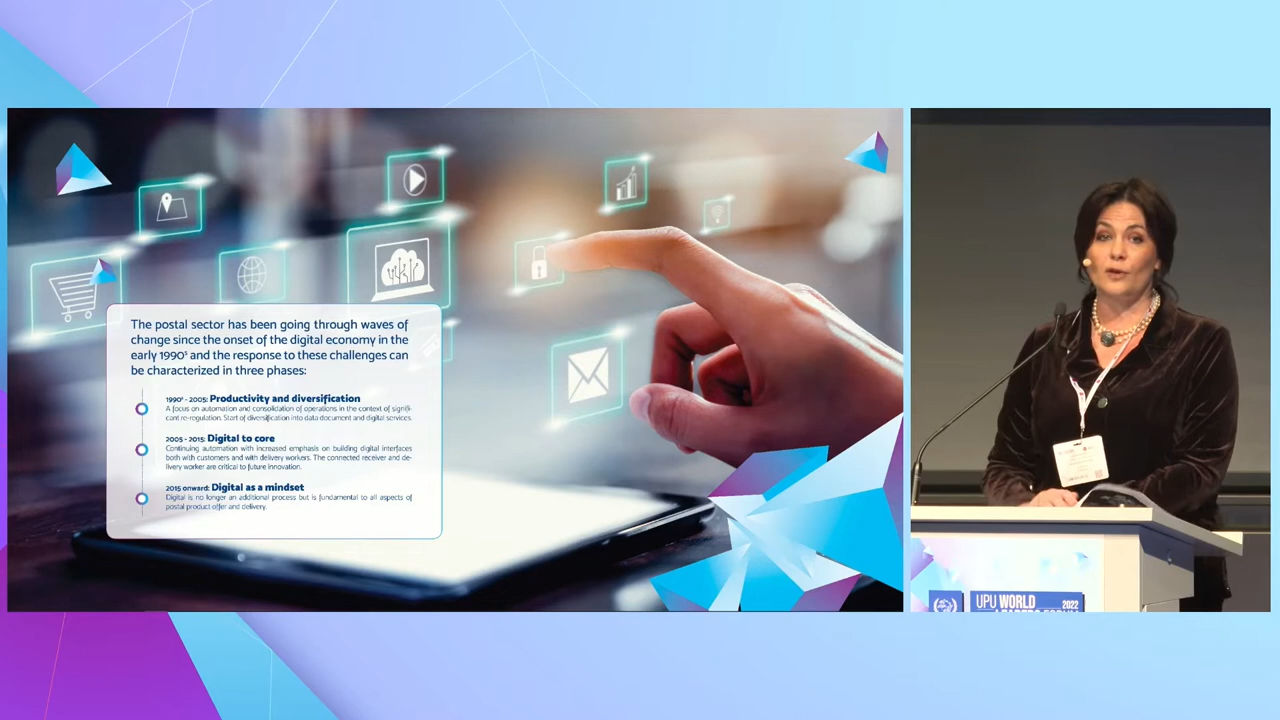 The postal sector has been going through waves of
change since the onset of the digital economy in the
early 1990s and the response to these challenges can
be characterized in three phases:
1990s - 2005: Productivity and diversification
A focus on automation and consolidation of operations in the context of signifi-
cant re-regulation. Start of diversification into data document and digital services.
2005 - 2015: Digital to core
Continuing automation with increased emphasis on building digital interfaces
both with customers and with delivery workers. The connected receiver and de-
livery worker are critical to future innovation.
2015 onward: Digital as a mindset
Digital is no longer an additional process but is fundamental to all aspects of
postal product offer and delivery.
UPU WORLD 2022
LEADERS FORUM